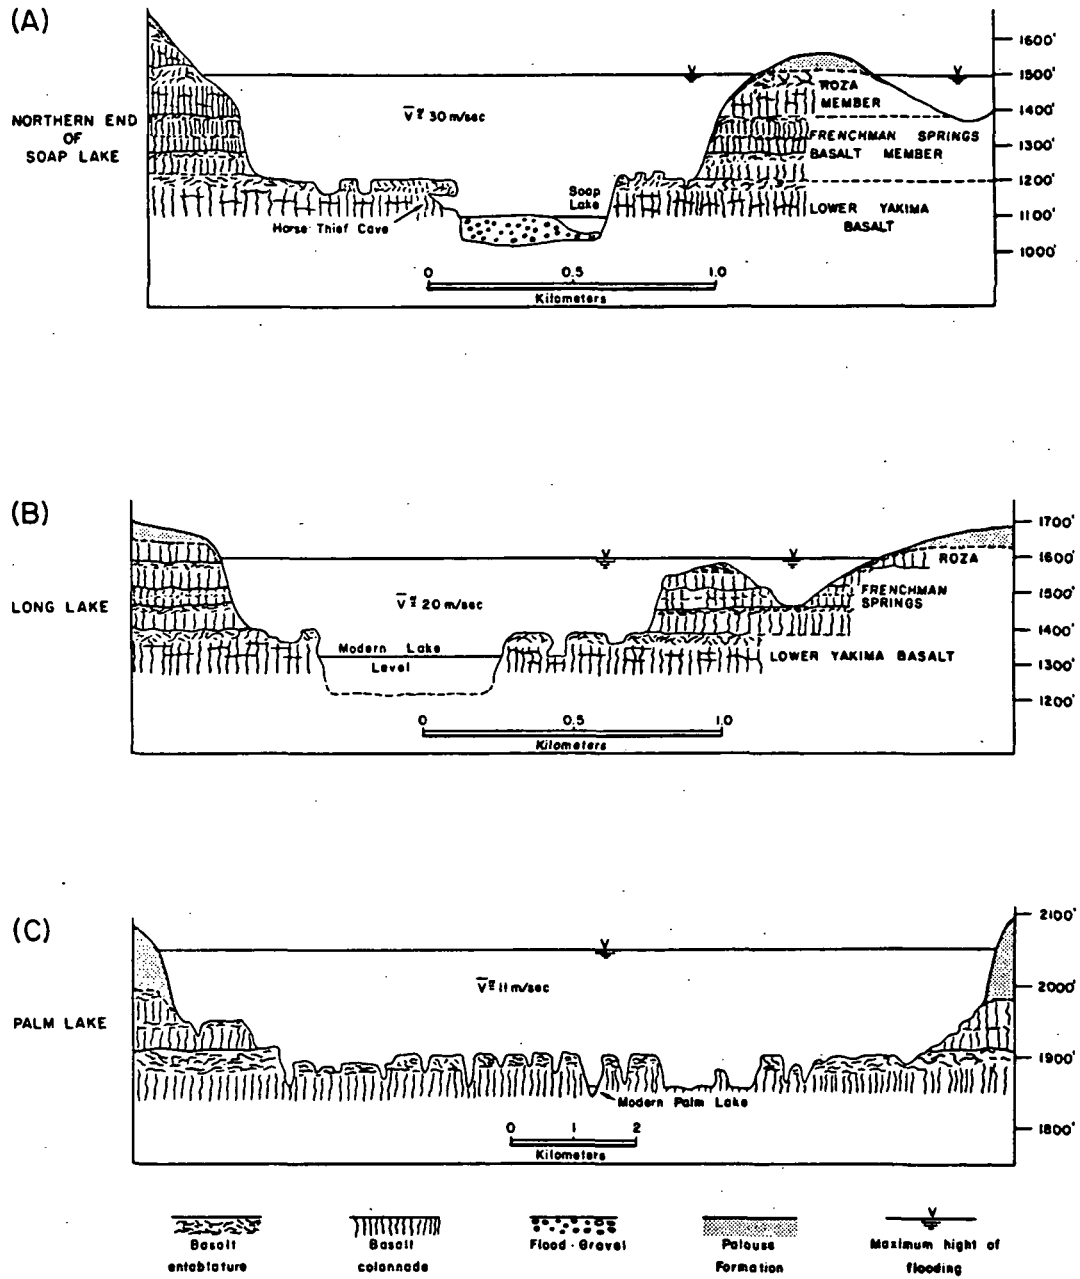 (A)
NORTHERN END
OF
SOAP LAKE
V̄ ≅ 30 m/sec
1600'
1500'
1400'
1300'
1200'
1100'
1000'
ROZA
MEMBER
FRENCHMAN SPRINGS
BASALT MEMBER
LOWER YAKIMA
BASALT
Soap
Lake
Horse Thief Cave
0 0.5 1.0
Kilometers
(B)
LONG LAKE
V̄ ≅ 20 m/sec
1700'
1600'
1500'
1400'
1300'
1200'
ROZA
FRENCHMAN
SPRINGS
LOWER YAKIMA BASALT
Modern Lake
Level
0 0.5 1.0
Kilometers
(C)
PALM LAKE
V̄ ≅ 11 m/sec
2100'
2000'
1900'
1800'
Modern Palm Lake
0 1 2
Kilometers
Basalt
entablature
Basalt
colonnade
Flood-Gravel
Palouse
Formation
Maximum hight of
flooding